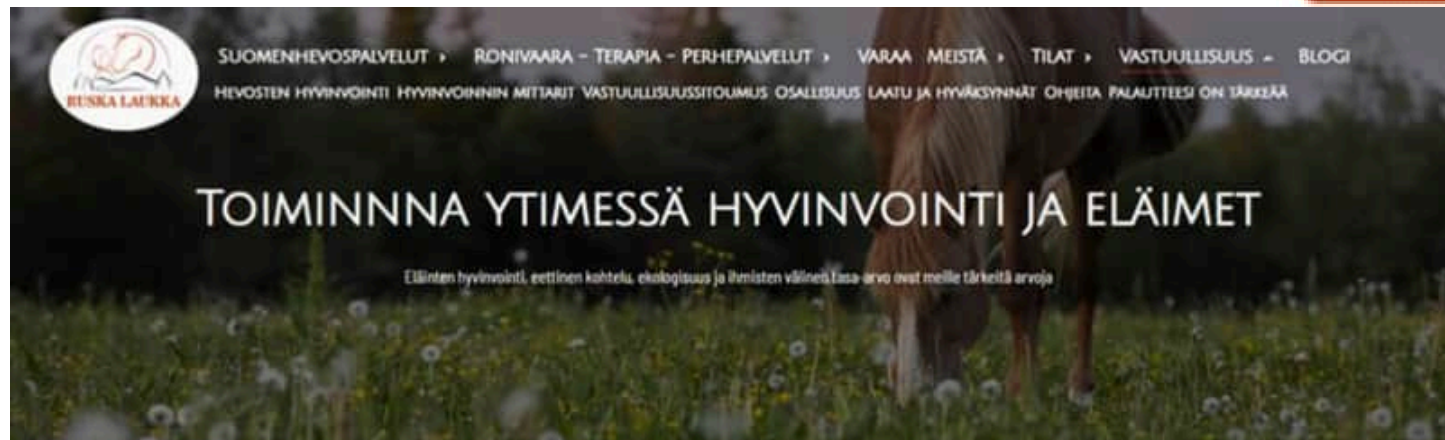 RUSKA LAUKKA
SUOMENHEVOSPALVELUT › RONIVAARA – TERAPIA – PERHEPALVELUT › VARAA MEISTÄ › TILAT › VASTUULLISUUS BLOGI
HEVOSTEN HYVINVOINTI HYVINVOINNIN MITTARIT VASTUULLISUUSSITOUMUS OSALLISUUS LAATU JA HYVÄKSYNNÄT OHJEITA PALAUTTEESI ON TÄRKEÄÄ
TOIMINNNA YTIMESSÄ HYVINVOINTI JA ELÄIMET
Eläinten hyvinvointi, eettinen kohtelu, ekologisuus ja ihmisten välinen tasa-arvo ovat meille tärkeitä arvoja